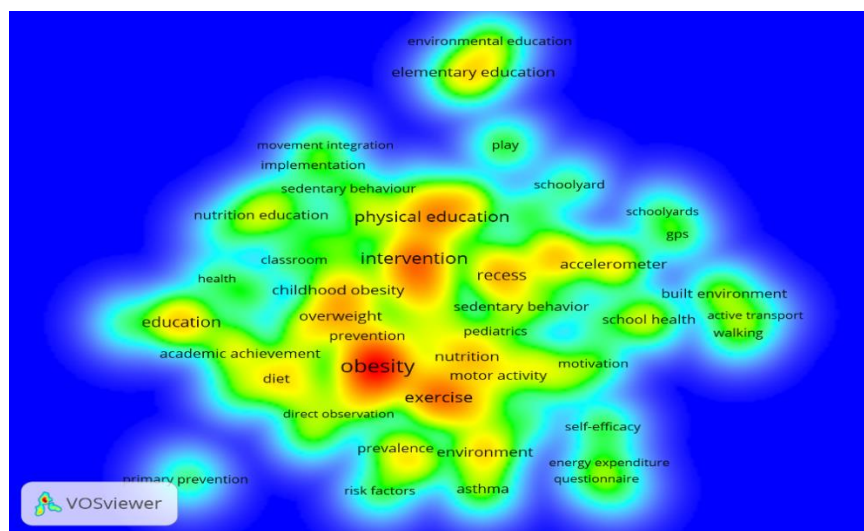 environmental education
elementary education
movement integration
play
implementation
sedentary behaviour
schoolyard
nutrition education
physical education
schoolyards
gps
classroom
intervention
recess
accelerometer
health
childhood obesity
built environment
education
overweight
sedentary behavior
school health
active transport
prevention
pediatrics
walking
academic achievement
obesity
nutrition
motivation
diet
motor activity
exercise
direct observation
self-efficacy
prevalence
environment
energy expenditure
primary prevention
risk factors
asthma
questionnaire
VOSviewer